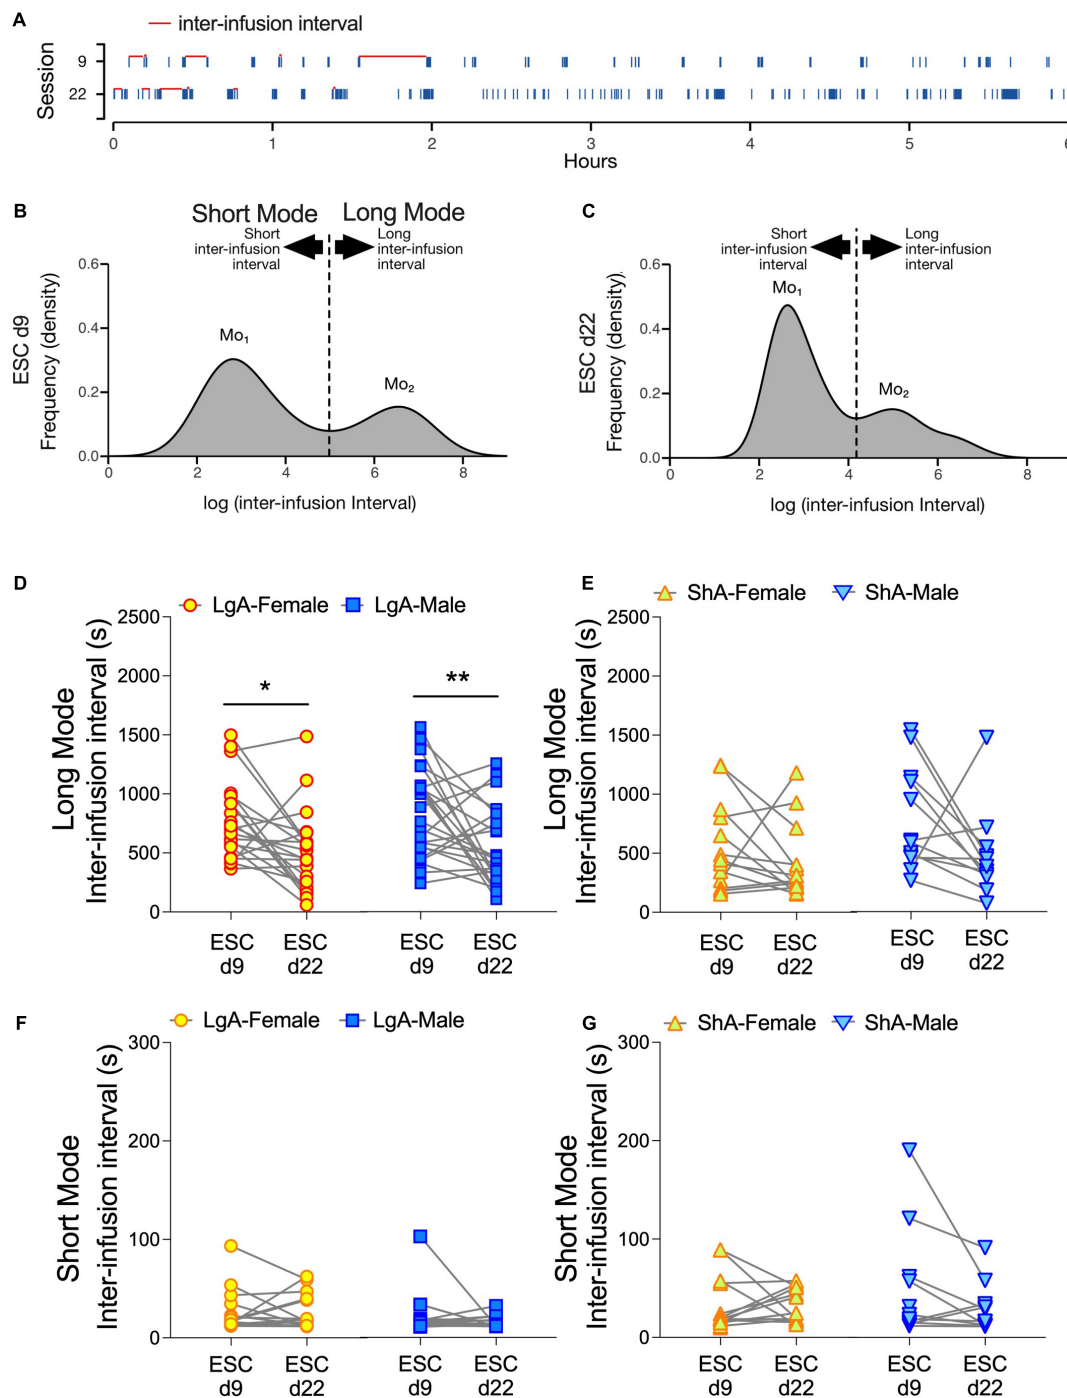 A
inter-infusion interval
Session
9
22
0 1 2 3 4 5 6
Hours
B
Short Mode Long Mode
Short inter-infusion interval
Long inter-infusion interval
ESC d9
Frequency (density)
0.6
0.4
0.2
0.0
Mo1
Mo2
0 2 4 6 8
log (inter-infusion Interval)
C
Short inter-infusion interval
Long inter-infusion interval
ESC d22
Frequency (density)
0.6
0.4
0.2
0.0
Mo1
Mo2
0 2 4 6 8
log (inter-infusion Interval)
D
LgA-Female LgA-Male
Long Mode
Inter-infusion interval (s)
2500
2000
1500
1000
500
0
*
**
ESC d9
ESC d22
ESC d9
ESC d22
E
ShA-Female ShA-Male
Long Mode
Inter-infusion interval (s)
2500
2000
1500
1000
500
0
ESC d9
ESC d22
ESC d9
ESC d22
F
LgA-Female LgA-Male
Short Mode
Inter-infusion interval (s)
300
200
100
0
ESC d9
ESC d22
ESC d9
ESC d22
G
ShA-Female ShA-Male
Short Mode
Inter-infusion interval (s)
300
200
100
0
ESC d9
ESC d22
ESC d9
ESC d22